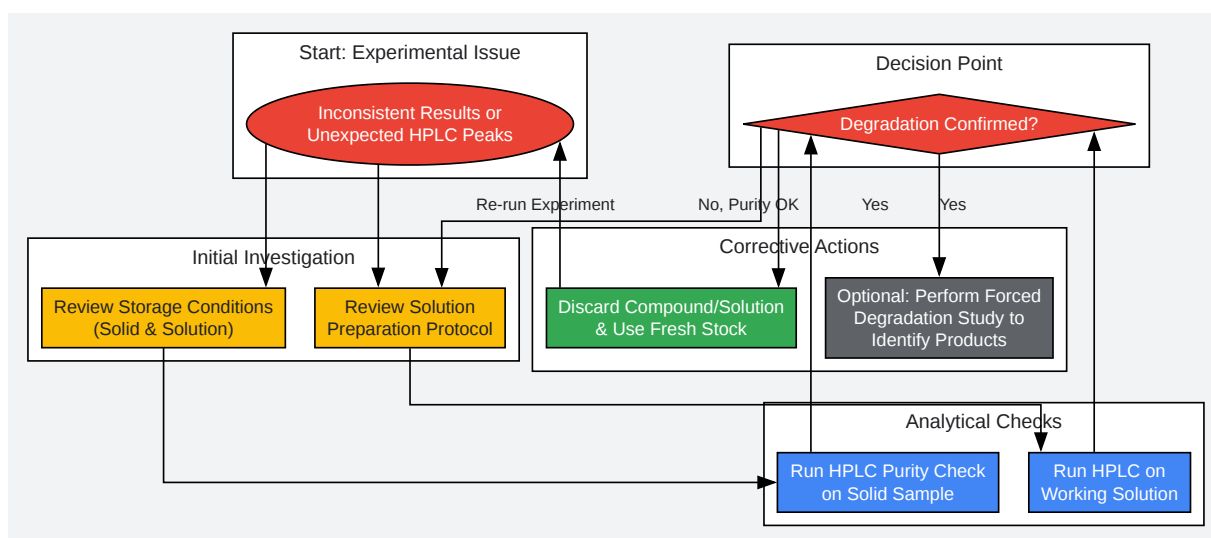 Start: Experimental Issue
Inconsistent Results or
Unexpected HPLC Peaks
Decision Point
Degradation Confirmed?
Re-run Experiment
No, Purity OK
Yes
Yes
Initial Investigation
Review Storage Conditions
(Solid & Solution)
Review Solution
Preparation Protocol
Corrective Actions
Discard Compound/Solution
& Use Fresh Stock
Optional: Perform Forced
Degradation Study to
Identify Products
Analytical Checks
Run HPLC Purity Check
on Solid Sample
Run HPLC on
Working Solution